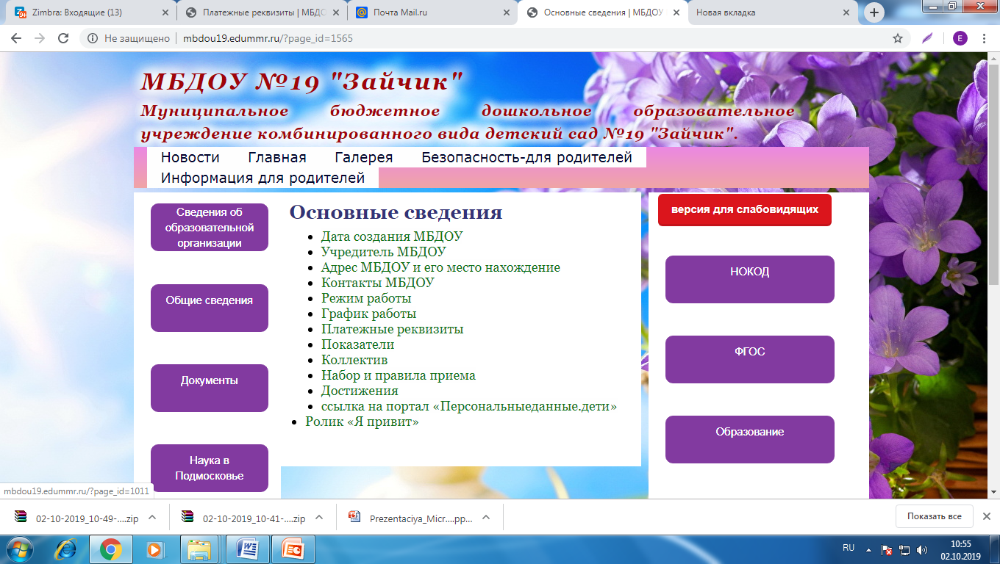 Zimbra: Входящие (13)
Платежные реквизиты | МБДО
Почта Mail.ru
Основные сведения | МБДОУ
Новая вкладка
Не защищено
mbdou19.edummr.ru/?page_id=1565
E
МБДОУ №19 "Зайчик"
Муниципальное бюджетное дошкольное образовательное
учреждение комбинированного вида детский сад №19 "Зайчик".
Новости Главная Галерея Безопасность-для родителей
Информация для родителей
Сведения об
образовательной
организации
Общие сведения
Документы
Наука в
Подмосковье
Основные сведения
Дата создания МБДОУ
Учредитель МБДОУ
Адрес МБДОУ и его место нахождение
Контакты МБДОУ
Режим работы
График работы
Платежные реквизиты
Показатели
Коллектив
Набор и правила приема
Достижения
ссылка на портал «Персональныеданные.дети»
Ролик «Я привит»
версия для слабовидящих
НОКОД
ФГОС
Образование
mbdou19.edummr.ru/?page_id=1011
02-10-2019_10-49-....zip
02-10-2019_10-41-....zip
Prezentaciya_Micr....pp...
Показать все
RU
10:55
02.10.2019